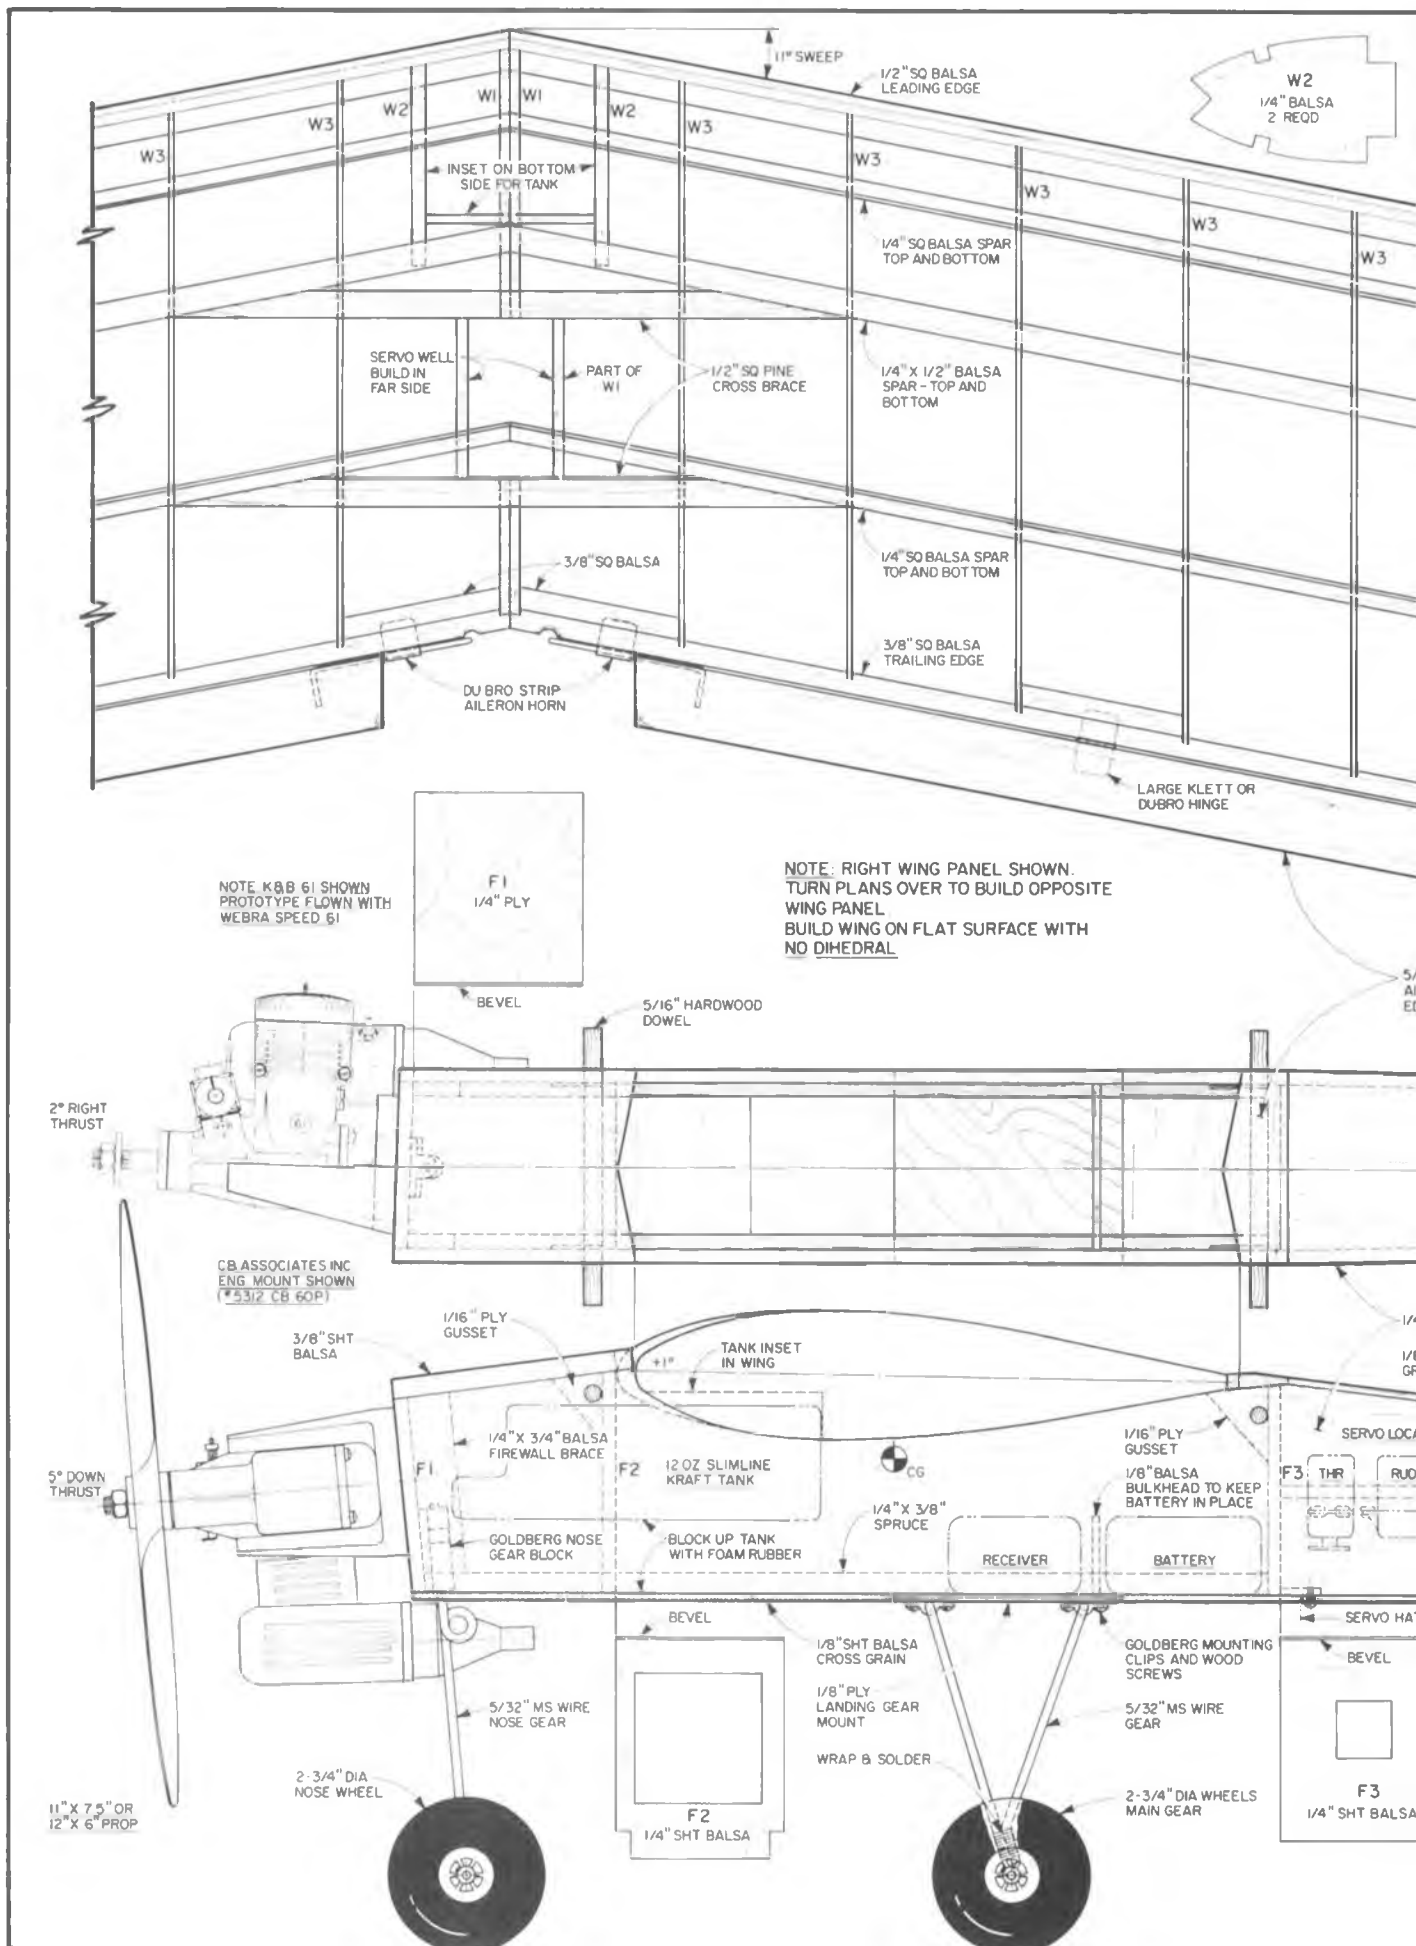 11" SWEEP
1/2" SQ BALSA
LEADING EDGE
W2
1/4" BALSA
2 REQD
W3
W3
W2
W1
W1
W2
W3
W3
W3
W3
W3
INSET ON BOTTOM
SIDE FOR TANK
1/4" SQ BALSA SPAR
TOP AND BOTTOM
SERVO WELL
BUILD IN
FAR SIDE
PART OF
W1
1/2" SQ PINE
CROSS BRACE
1/4" X 1/2" BALSA
SPAR - TOP AND
BOTTOM
3/8" SQ BALSA
1/4" SQ BALSA SPAR
TOP AND BOTTOM
3/8" SQ BALSA
TRAILING EDGE
DU BRO STRIP
AILERON HORN
LARGE KLETT OR
DUBRO HINGE
NOTE K&B 61 SHOWN
PROTOTYPE FLOWN WITH
WEBRA SPEED 61
F1
1/4" PLY
BEVEL
NOTE: RIGHT WING PANEL SHOWN.
TURN PLANS OVER TO BUILD OPPOSITE
WING PANEL
BUILD WING ON FLAT SURFACE WITH
NO DIHEDRAL
5/16" HARDWOOD
DOWEL
5/
2° RIGHT
THRUST
CB ASSOCIATES INC
ENG MOUNT SHOWN
(#5312 CB 60P)
3/8" SHT
BALSA
1/16" PLY
GUSSET
TANK INSET
IN WING
+1°
1/4
1/8
1/4" X 3/4" BALSA
FIREWALL BRACE
F1
F2
12 OZ SLIMLINE
KRAFT TANK
CG
1/16" PLY
GUSSET
SERVO LOCA
F3
THR
RUD
1/8" BALSA
BULKHEAD TO KEEP
BATTERY IN PLACE
5° DOWN
THRUST
1/4" X 3/8"
SPRUCE
GOLDBERG NOSE
GEAR BLOCK
BLOCK UP TANK
WITH FOAM RUBBER
RECEIVER
BATTERY
BEVEL
1/8" SHT BALSA
CROSS GRAIN
1/8" PLY
LANDING GEAR
MOUNT
GOLDBERG MOUNTING
CLIPS AND WOOD
SCREWS
SERVO HAT
BEVEL
5/32" MS WIRE
NOSE GEAR
5/32" MS WIRE
GEAR
WRAP & SOLDER
2-3/4" DIA
NOSE WHEEL
2-3/4" DIA WHEELS
MAIN GEAR
11" X 7.5" OR
12" X 6" PROP
F2
1/4" SHT BALSA
F3
1/4" SHT BALSA